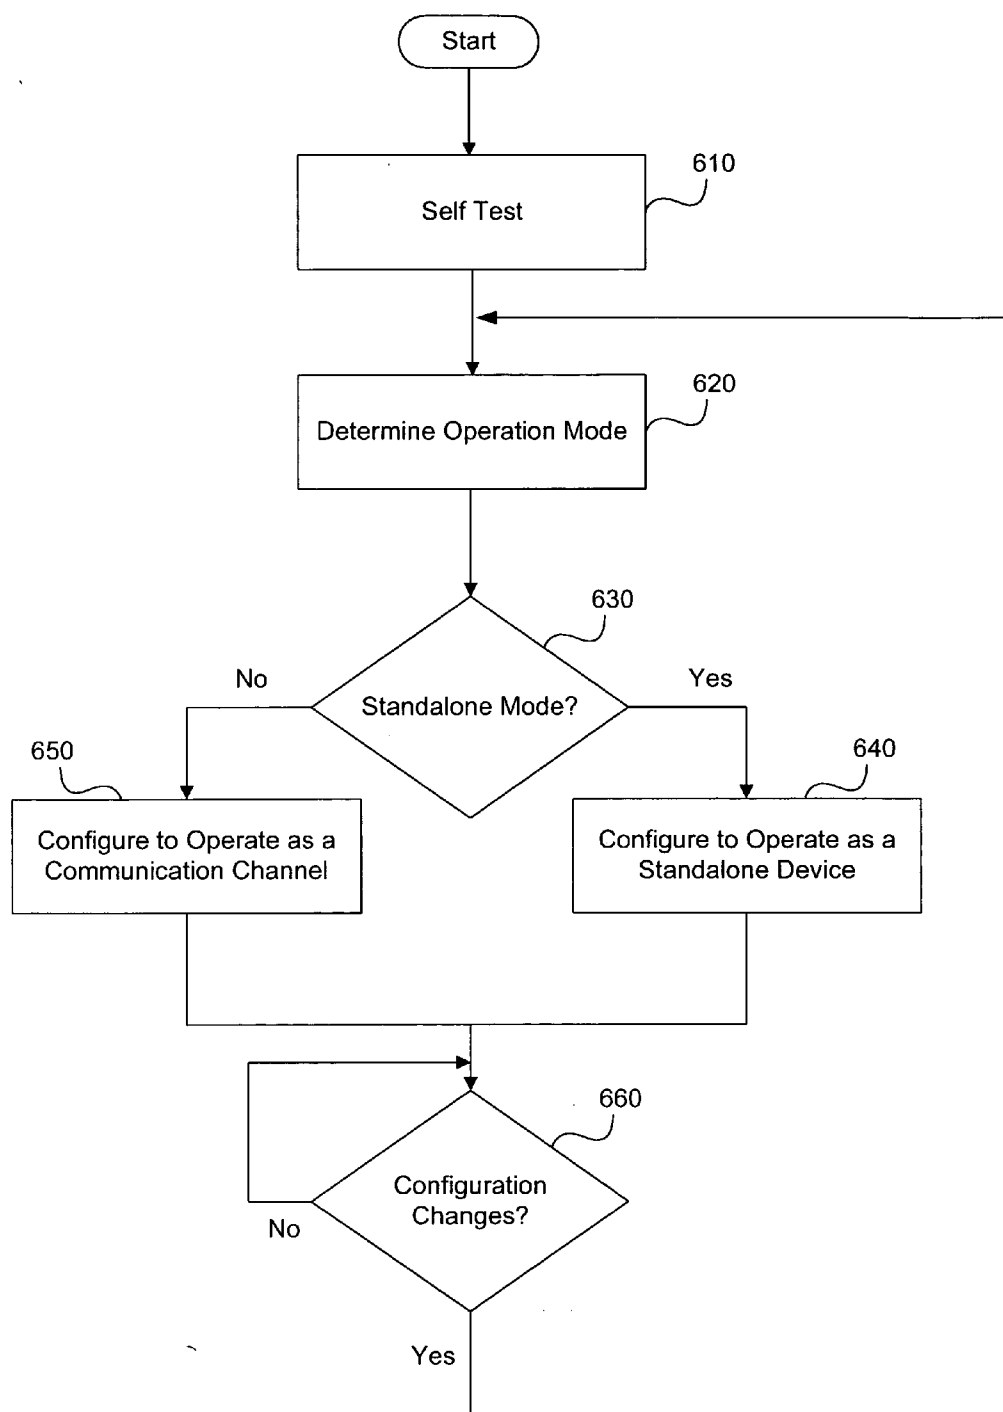 Start
610
Self Test
620
Determine Operation Mode
630
No
Yes
Standalone Mode?
650
640
Configure to Operate as a
Communication Channel
Configure to Operate as a
Standalone Device
660
Configuration
Changes?
No
Yes